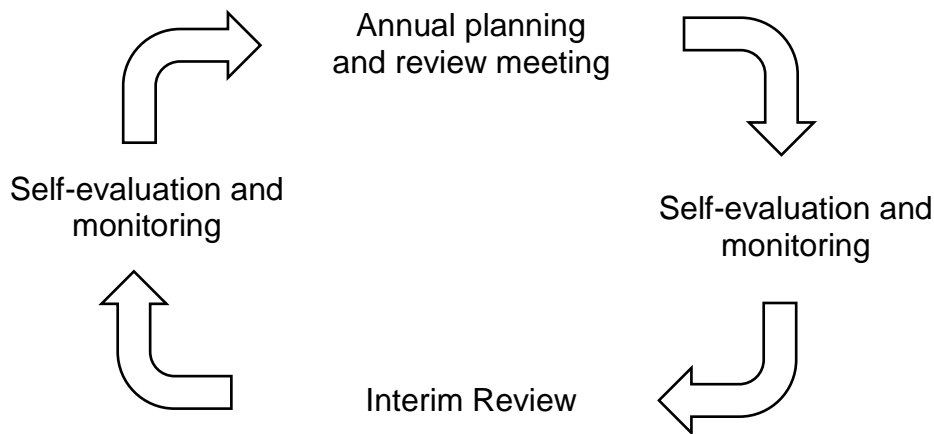 Annual planning
and review meeting
Self-evaluation and
monitoring
Self-evaluation and
monitoring
Interim Review